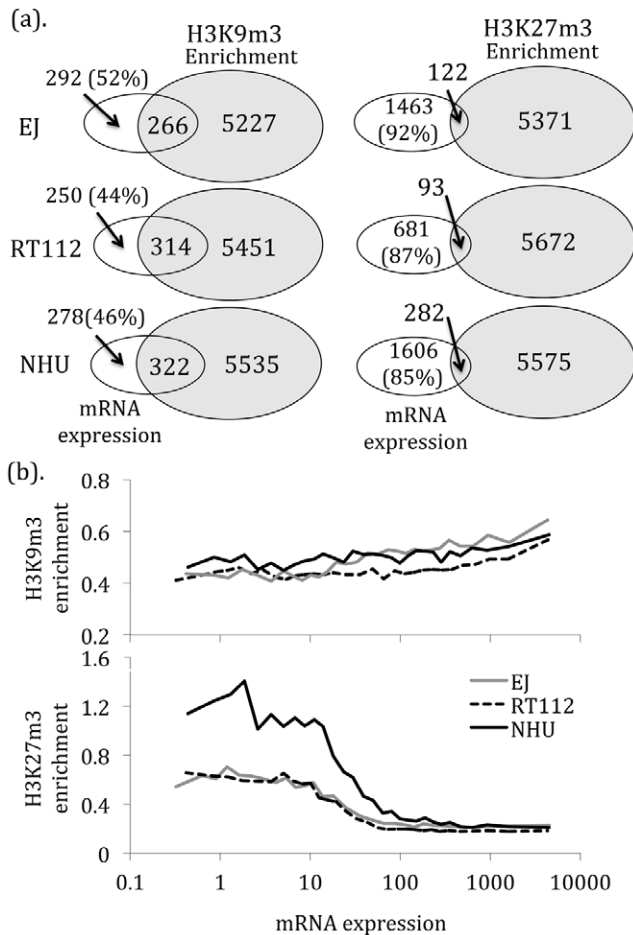 (a).
H3K9m3
Enrichment
H3K27m3
Enrichment
292 (52%)
122
EJ
266
5227
1463
(92%)
5371
250 (44%)
93
RT112
314
5451
681
(87%)
5672
278(46%)
282
NHU
322
5535
1606
(85%)
5575
mRNA
expression
mRNA
expression
(b).
H3K9m3
enrichment
0.8
0.6
0.4
0.2
H3K27m3
enrichment
1.6
1.2
0.8
0.4
0
EJ
RT112
NHU
0.1
1
10
100
1000
10000
mRNA expression